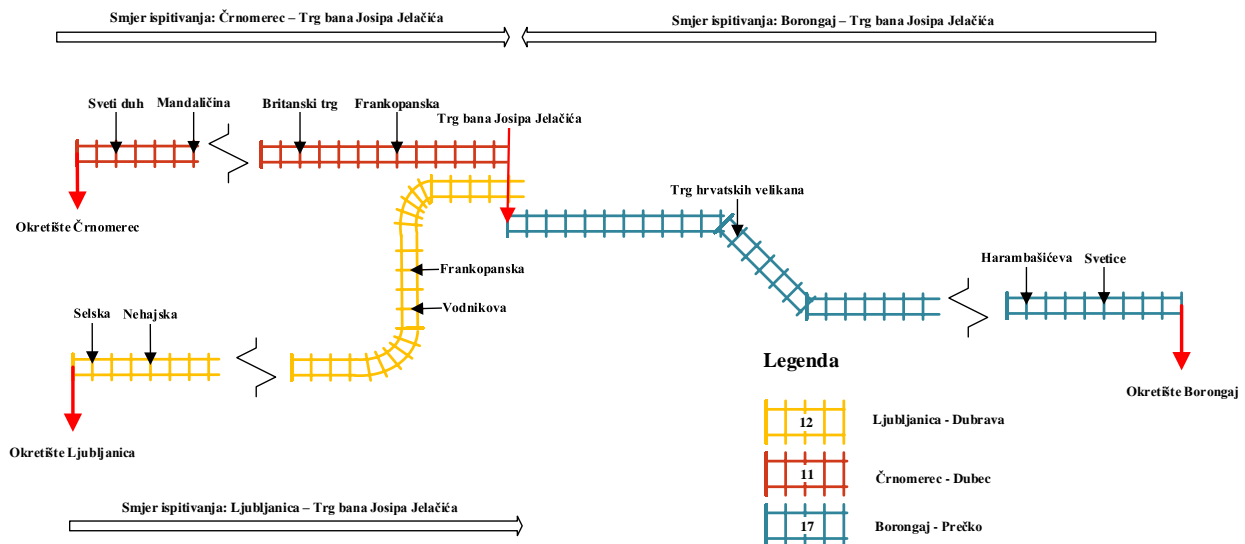 Smjer ispitivanja: Črnomerec – Trg bana Josipa Jelačića
Smjer ispitivanja: Borongaj – Trg bana Josipa Jelačića
Sveti duh
Mandaličina
Britanski trg
Frankopanska
Trg bana Josipa Jelačića
Okretište Črnomerec
Trg hrvatskih velikana
Frankopanska
Vodnikova
Harambašićeva
Svetice
Selska
Nehajska
Okretište Ljubljanica
Okretište Borongaj
Legenda
12
Ljubljanica - Dubrava
11
Črnomerec - Dubec
17
Borongaj - Prečko
Smjer ispitivanja: Ljubljanica – Trg bana Josipa Jelačića